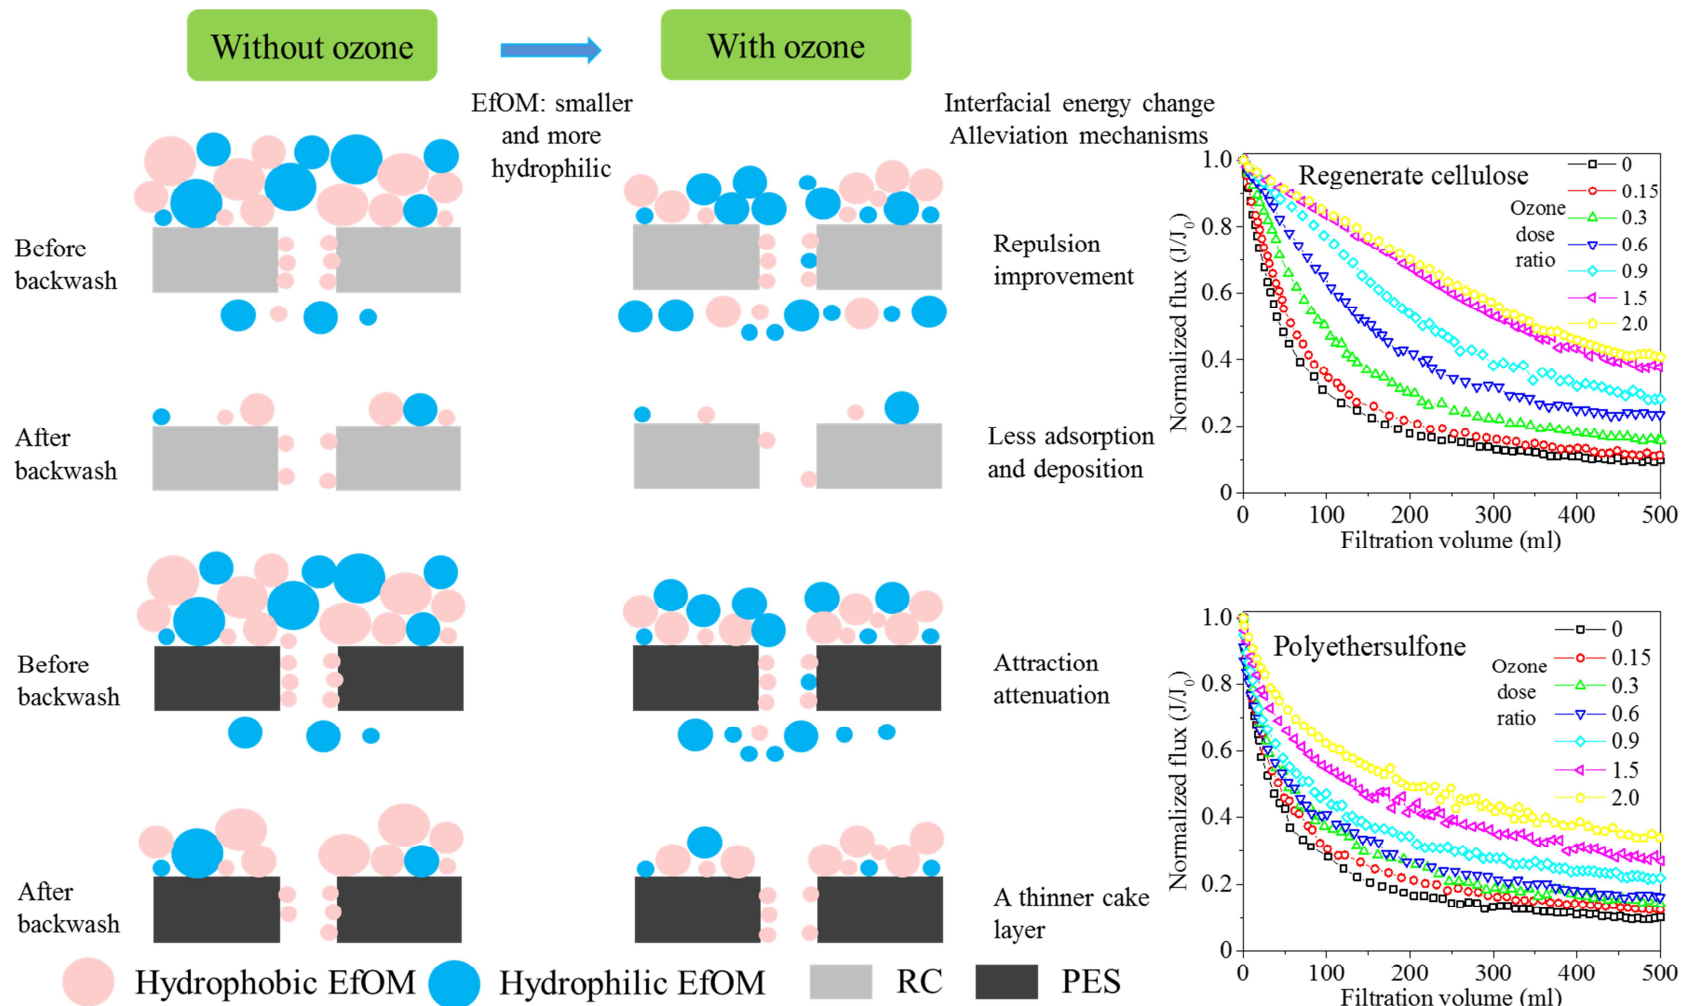 Without ozone
With ozone
EfOM: smaller
and more
hydrophilic
Interfacial energy change
Alleviation mechanisms
Before
backwash
Repulsion
improvement
After
backwash
Less adsorption
and deposition
Before
backwash
Attraction
attenuation
After
backwash
A thinner cake
layer
Hydrophobic EfOM
Hydrophilic EfOM
RC
PES
Regenerate cellulose
Ozone
dose
ratio
0
0.15
0.3
0.6
0.9
1.5
2.0
Normalized flux (J/J₀)
1.0
0.8
0.6
0.4
0.2
0
0 100 200 300 400 500
Filtration volume (ml)
Polyethersulfone
Ozone
dose
ratio
0
0.15
0.3
0.6
0.9
1.5
2.0
Normalized flux (J/J₀)
1.0
0.8
0.6
0.4
0.2
0
0 100 200 300 400 500
Filtration volume (ml)